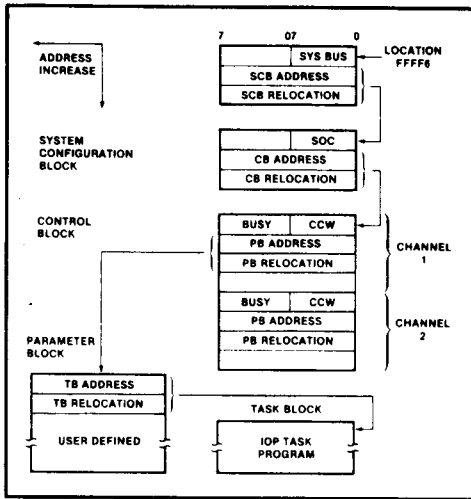 7 07 0
ADDRESS
INCREASE
SYS BUS
LOCATION
FFFF6
SCB ADDRESS
SCB RELOCATION
SYSTEM
CONFIGURATION
BLOCK
SOC
CB ADDRESS
CB RELOCATION
CONTROL
BLOCK
BUSY CCW
PB ADDRESS
PB RELOCATION
CHANNEL
1
BUSY CCW
PB ADDRESS
PB RELOCATION
CHANNEL
2
PARAMETER
BLOCK
TB ADDRESS
TB RELOCATION
USER DEFINED
TASK BLOCK
IOP TASK
PROGRAM